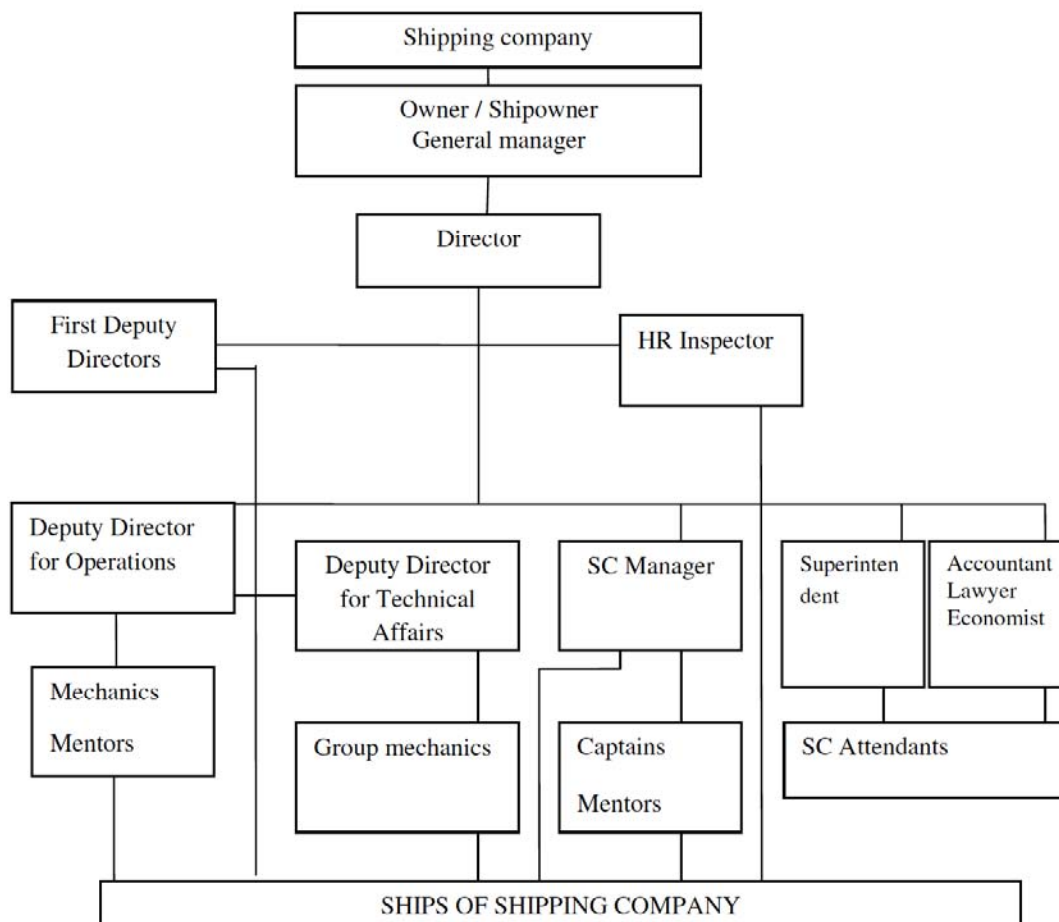 Shipping company
Owner / Shipowner
General manager
Director
First Deputy
Directors
HR Inspector
Deputy Director
for Operations
Deputy Director
for Technical
Affairs
SC Manager
Superinten
dent
Accountant
Lawyer
Economist
Mechanics
Mentors
Group mechanics
Captains
Mentors
SC Attendants
SHIPS OF SHIPPING COMPANY